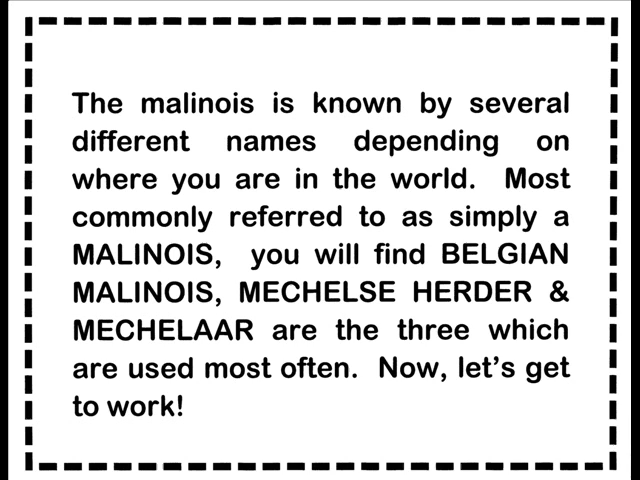 The malinois is known by several
different names depending on
where you are in the world. Most
commonly referred to as simply a
MALINOIS, you will find BELGIAN
MALINOIS, MECHELSE HERDER &
MECHELAAR are the three which
are used most often. Now, let's get
to work!